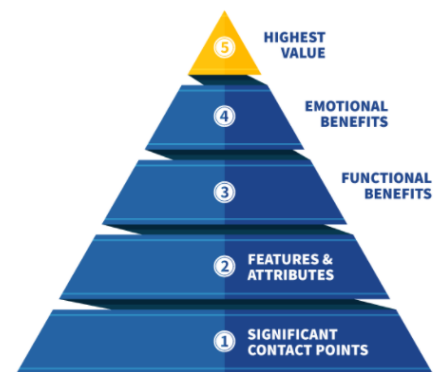 5
HIGHEST
VALUE
4
EMOTIONAL
BENEFITS
3
FUNCTIONAL
BENEFITS
2
FEATURES &
ATTRIBUTES
1
SIGNIFICANT
CONTACT POINTS